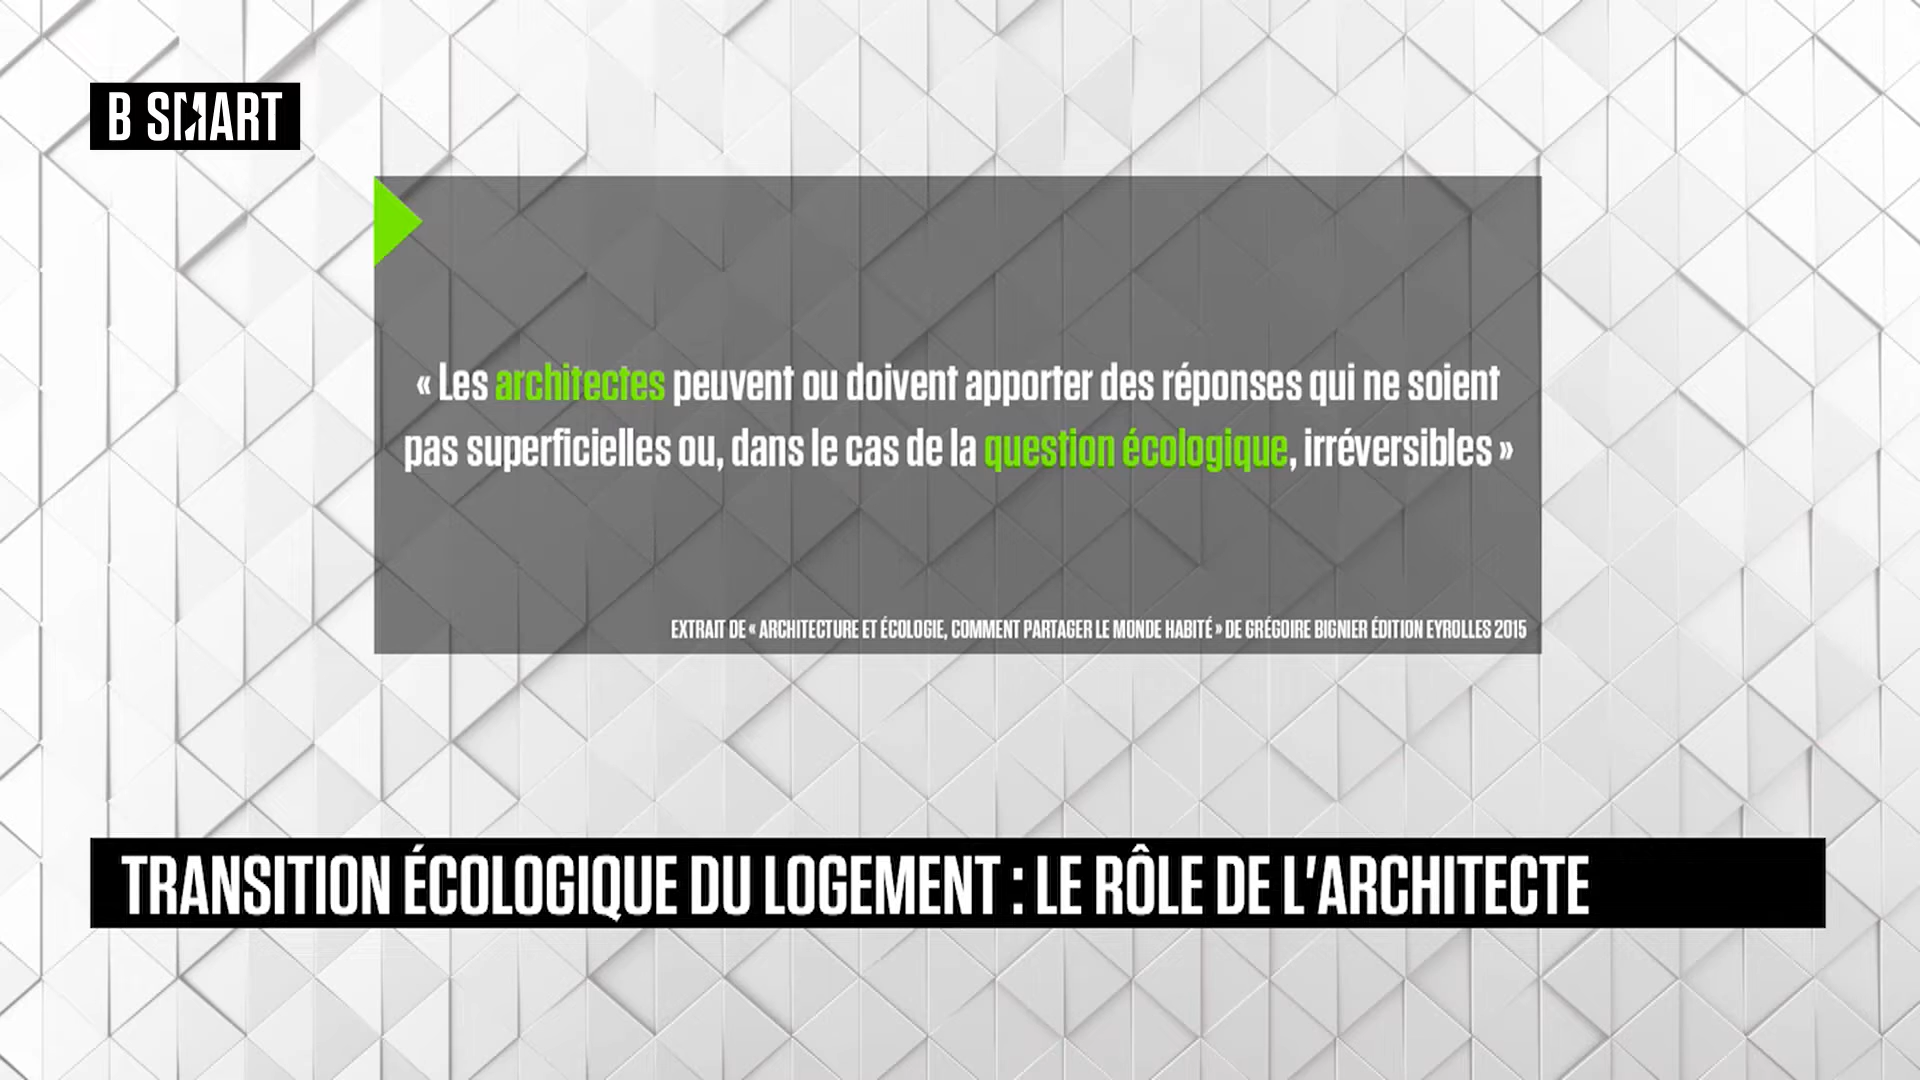 B SMART
« Les architectes peuvent ou doivent apporter des réponses qui ne soient
pas superficielles ou, dans le cas de la question écologique, irréversibles »
EXTRAIT DE « ARCHITECTURE ET ÉCOLOGIE, COMMENT PARTAGER LE MONDE HABITÉ » DE GRÉGOIRE BIGNIER ÉDITION EYROLLES 2015
TRANSITION ÉCOLOGIQUE DU LOGEMENT : LE RÔLE DE L'ARCHITECTE